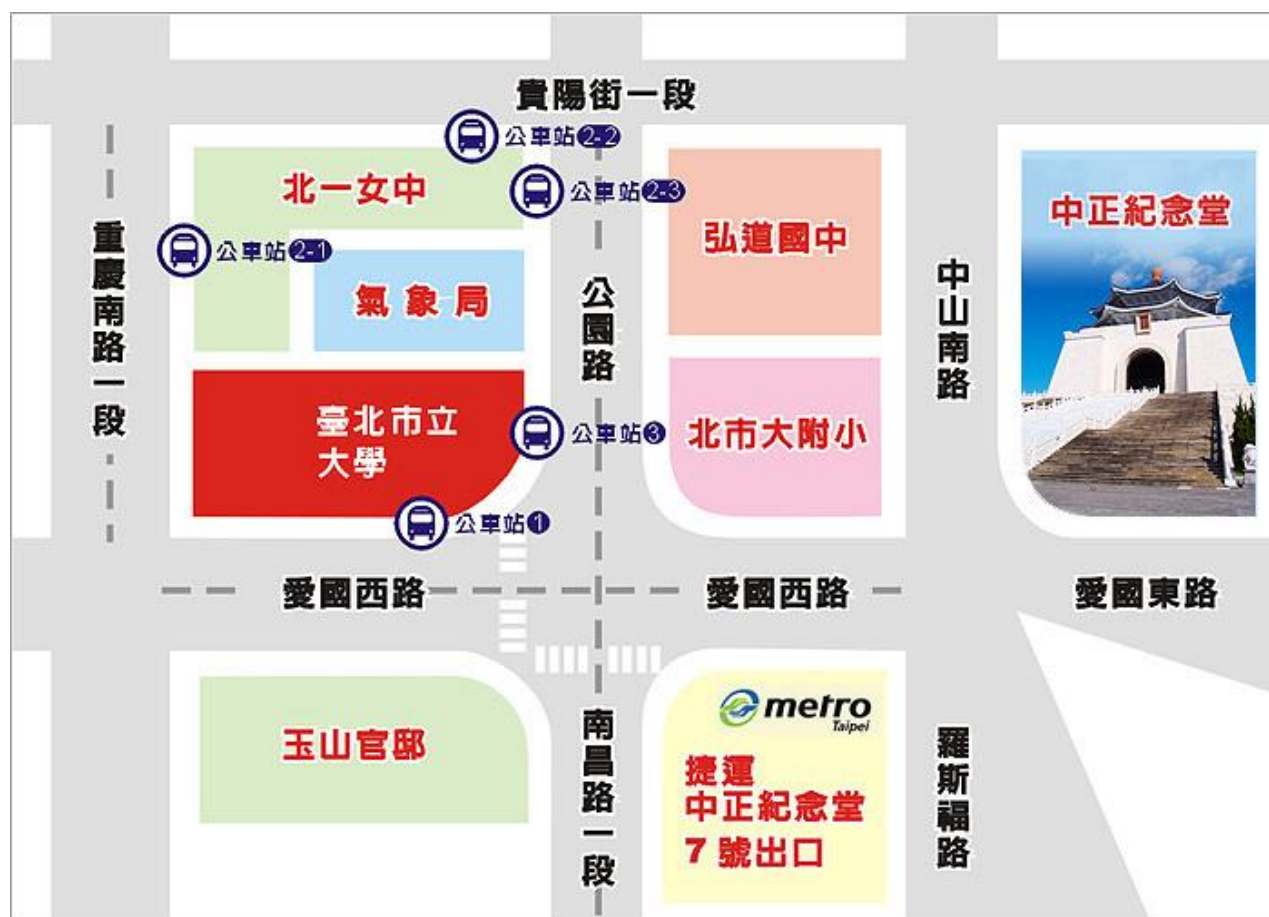 貴陽街一段
公車站2-2
北一女中
公車站2-3
弘道國中
中正紀念堂
公車站2-1
氣象局
重慶南路一段
公園路
中山南路
臺北市立
大學
公車站3
北市大附小
公車站1
愛國西路
愛國西路
愛國東路
玉山官邸
南昌路一段
metro
Taipei
捷運
中正紀念堂
7號出口
羅斯福路